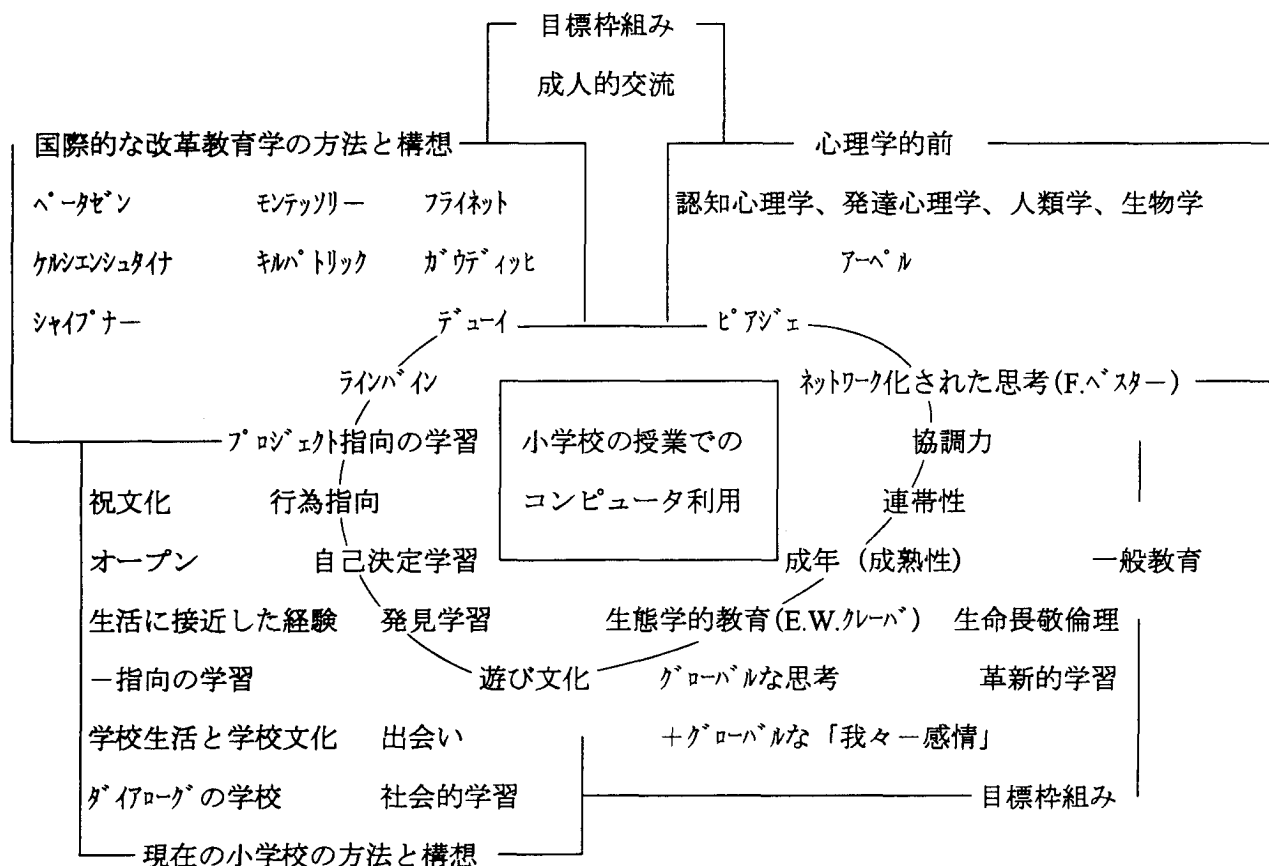 目標枠組み
成人的交流
国際的な改革教育学の方法と構想 心理学的前
ペータゼン モンテッソリー フライネット 認知心理学、発達心理学、人類学、生物学
ケルシエンシュタイナ キルパトリック ガウディッヒ アーペル
シャイプナー デューイ ピアジェ
ラインバイン ネットワーク化された思考(F.ベスター)
プロジェクト指向の学習 小学校の授業での 協調力
祝文化 行為指向 コンピュータ利用 連帯性
オープン 自己決定学習 成年(成熟性) 一般教育
生活に接近した経験 発見学習 生態学的教育(E.W.クレーバ) 生命畏敬倫理
－指向の学習 遊び文化 グローバルな思考 革新的学習
学校生活と学校文化 出会い ＋グローバルな「我々－感情」
ダイアローグの学校 社会的学習 目標枠組み
現在の小学校の方法と構想